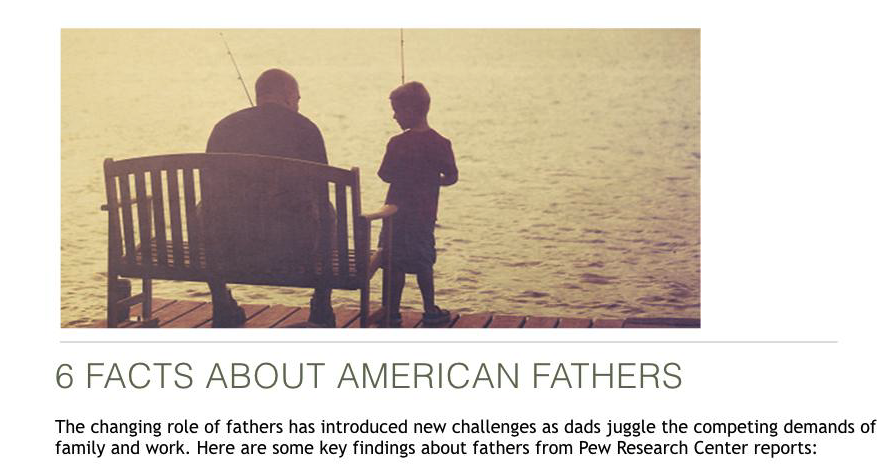 6 FACTS ABOUT AMERICAN FATHERS
The changing role of fathers has introduced new challenges as dads juggle the competing demands of
family and work. Here are some key findings about fathers from Pew Research Center reports: